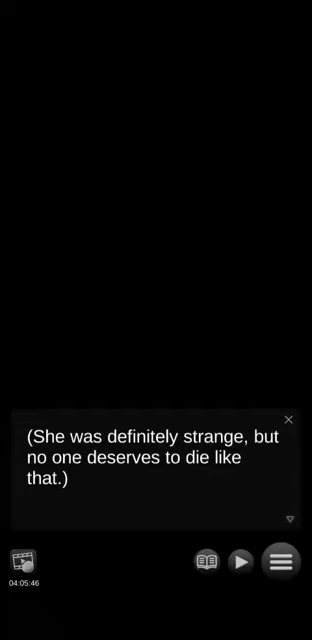 (She was definitely strange, but
no one deserves to die like
that.)
04:05:46